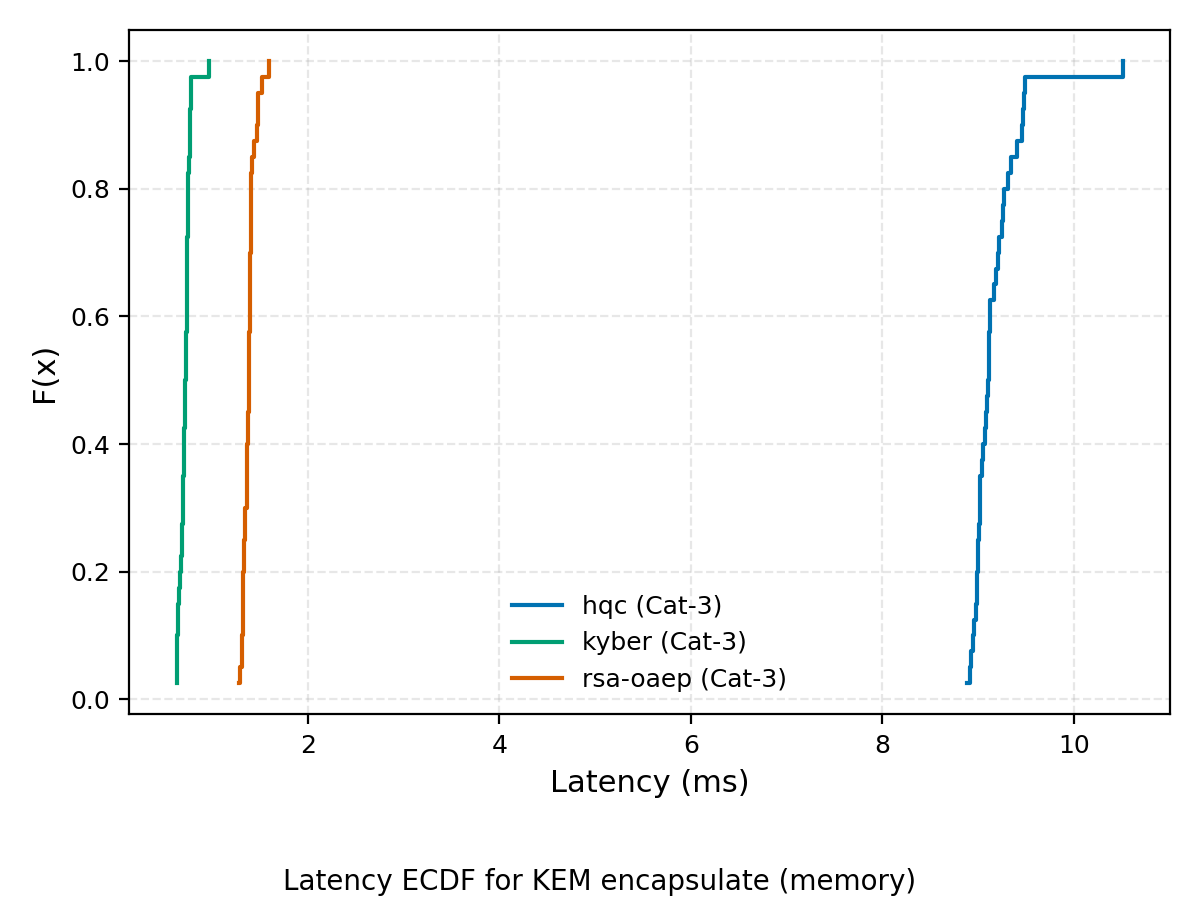 1.0
0.8
0.6
0.4
0.2
0.0
F(x)
hqc (Cat-3)
kyber (Cat-3)
rsa-oaep (Cat-3)
2 4 6 8 10
Latency (ms)
Latency ECDF for KEM encapsulate (memory)